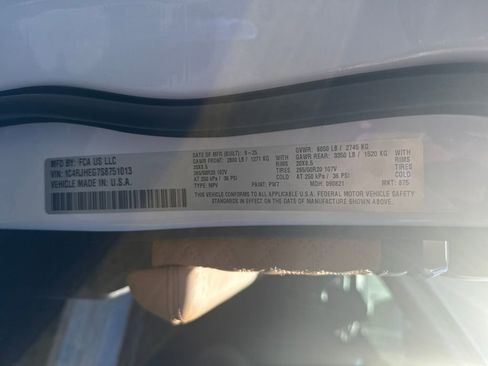 MFD BY: FCA US LLC
VIN: 1C4RJHEG7S8751013
VEHICLE MADE IN: U.S.A.
DATE OF MFR (BUILT): 9-25
GAWR FRONT: 2800 LB / 1271 KG
20X8.5 RIMS
265/50R20 107V TIRES
AT 250 kPa / 36 PSI COLD
TYPE: MPV
PAINT: PW7
GVWR: 6050 LB / 2745 KG
GAWR REAR: 3350 LB / 1520 KG
20X8.5 RIMS
265/50R20 107V TIRES
AT 250 kPa / 36 PSI COLD
MDH: 090821
MKT: 875
THIS VEHICLE CONFORMS TO ALL APPLICABLE U.S.A. FEDERAL MOTOR VEHICLE SAFETY
STANDARDS IN EFFECT ON THE DATE OF MANUFACTURE SHOWN ABOVE.